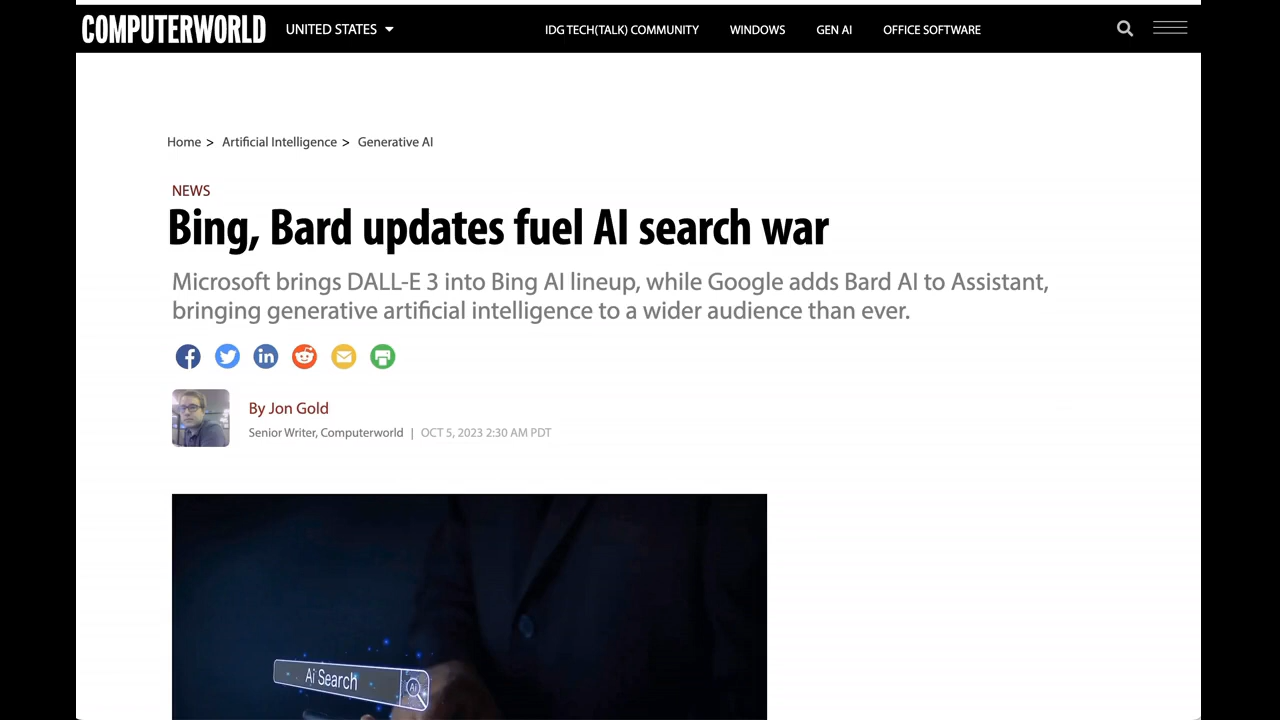 COMPUTERWORLD
UNITED STATES
IDG TECH(TALK) COMMUNITY
WINDOWS
GEN AI
OFFICE SOFTWARE
Home > Artificial Intelligence > Generative AI
NEWS
Bing, Bard updates fuel AI search war
Microsoft brings DALL-E 3 into Bing AI lineup, while Google adds Bard AI to Assistant,
bringing generative artificial intelligence to a wider audience than ever.
By Jon Gold
Senior Writer, Computerworld | OCT 5, 2023 2:30 AM PDT
Ai Search
Ai